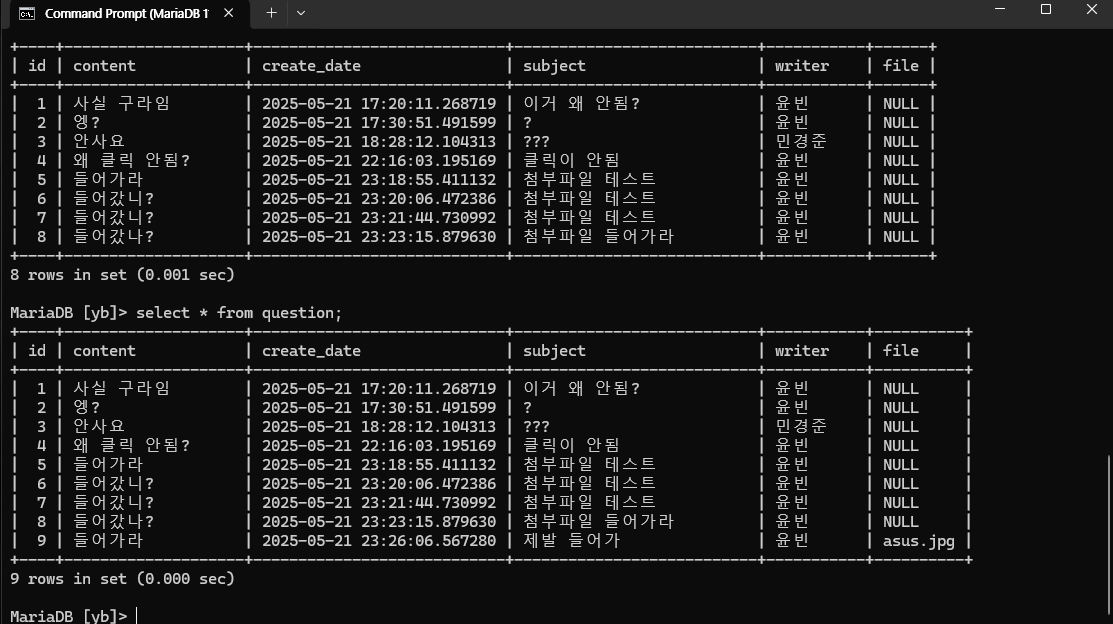 Command Prompt (MariaDB 1
| id | content | create_date | subject | writer | file |
| 1 | 사실 구라임 | 2025-05-21 17:20:11.268719 | 이거 왜 안됨? | 윤빈 | NULL |
| 2 | 엥? | 2025-05-21 17:30:51.491599 | ? | 윤빈 | NULL |
| 3 | 안사요 | 2025-05-21 18:28:12.104313 | ??? | 민경준 | NULL |
| 4 | 왜 클릭 안됨? | 2025-05-21 22:16:03.195169 | 클릭이 안됨 | 윤빈 | NULL |
| 5 | 들어가라 | 2025-05-21 23:18:55.411132 | 첨부파일 테스트 | 윤빈 | NULL |
| 6 | 들어갔니? | 2025-05-21 23:20:06.472386 | 첨부파일 테스트 | 윤빈 | NULL |
| 7 | 들어갔니? | 2025-05-21 23:21:44.730992 | 첨부파일 테스트 | 윤빈 | NULL |
| 8 | 들어갔나? | 2025-05-21 23:23:15.879630 | 첨부파일 들어가라 | 윤빈 | NULL |
8 rows in set (0.001 sec)
MariaDB [yb]> select * from question;
| id | content | create_date | subject | writer | file |
| 1 | 사실 구라임 | 2025-05-21 17:20:11.268719 | 이거 왜 안됨? | 윤빈 | NULL |
| 2 | 엥? | 2025-05-21 17:30:51.491599 | ? | 윤빈 | NULL |
| 3 | 안사요 | 2025-05-21 18:28:12.104313 | ??? | 민경준 | NULL |
| 4 | 왜 클릭 안됨? | 2025-05-21 22:16:03.195169 | 클릭이 안됨 | 윤빈 | NULL |
| 5 | 들어가라 | 2025-05-21 23:18:55.411132 | 첨부파일 테스트 | 윤빈 | NULL |
| 6 | 들어갔니? | 2025-05-21 23:20:06.472386 | 첨부파일 테스트 | 윤빈 | NULL |
| 7 | 들어갔니? | 2025-05-21 23:21:44.730992 | 첨부파일 테스트 | 윤빈 | NULL |
| 8 | 들어갔나? | 2025-05-21 23:23:15.879630 | 첨부파일 들어가라 | 윤빈 | NULL |
| 9 | 들어가라 | 2025-05-21 23:26:06.567280 | 제발 들어가 | 윤빈 | asus.jpg |
9 rows in set (0.000 sec)
MariaDB [yb]>